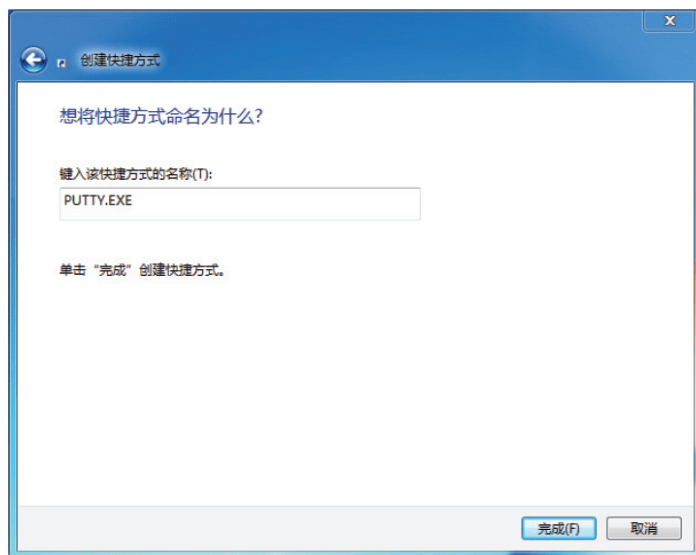 创建快捷方式
想将快捷方式命名为什么?
键入该快捷方式的名称(T):
PUTTY.EXE
单击“完成”创建快捷方式。
完成(F) 取消